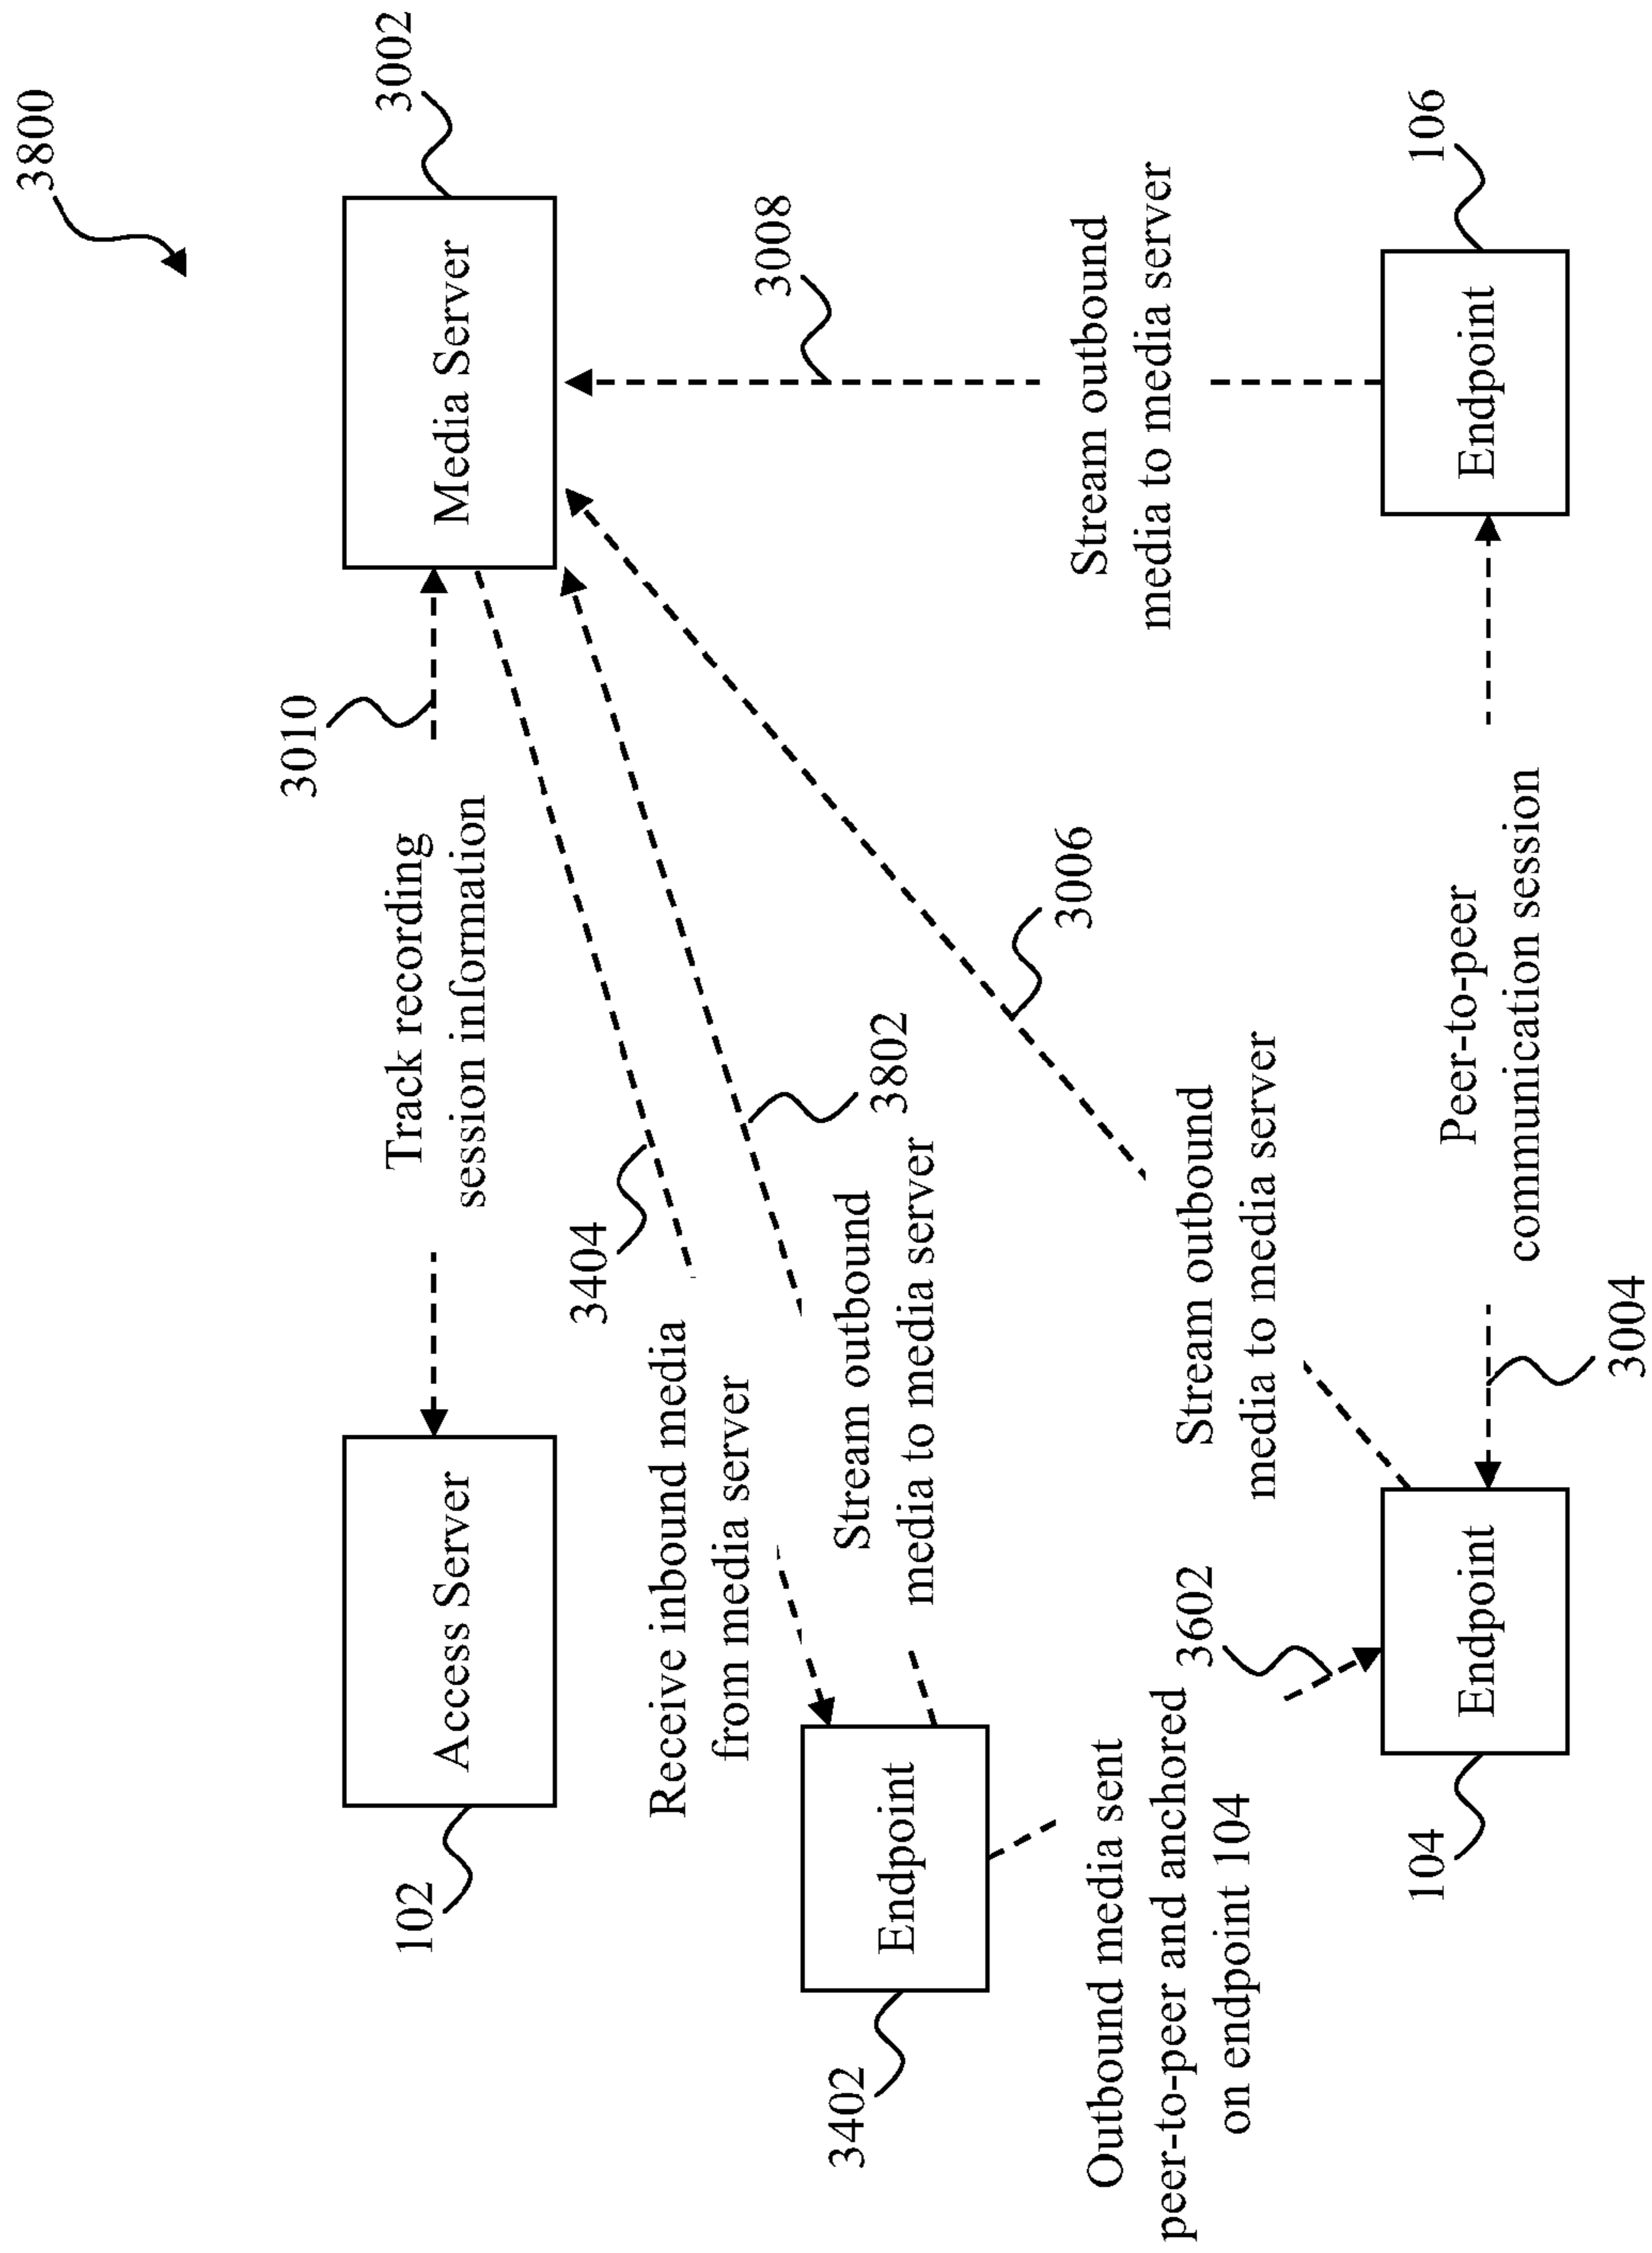 3800
102
Access Server
Track recording
session information
3010
Media Server
3002
3404
Receive inbound media
from media server
3802
Stream outbound
media to media server
3008
Stream outbound
media to media server
3402
Endpoint
3006
Stream outbound
media to media server
Outbound media sent
peer-to-peer and anchored
on endpoint 104
3602
104
Endpoint
3004
Peer-to-peer
communication session
Endpoint
106